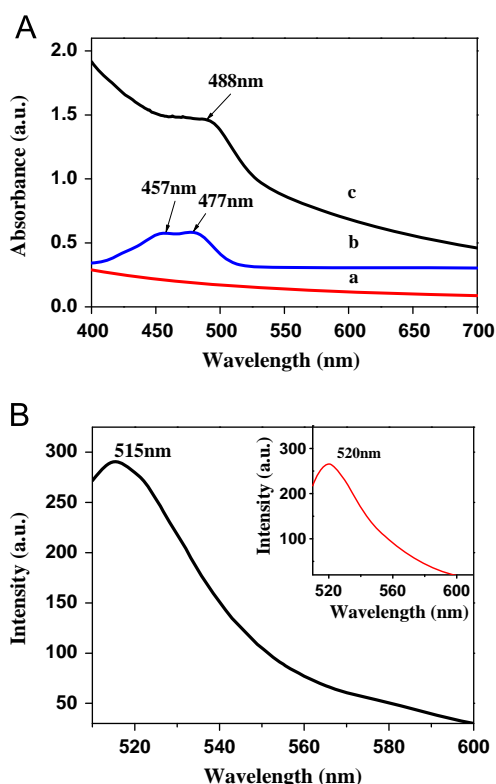 A
2.0
1.5
1.0
0.5
0.0
Absorbance (a.u.)
488nm
457nm
477nm
c
b
a
400 450 500 550 600 650 700
Wavelength (nm)
B
300
250
200
150
100
50
Intensity (a.u.)
515nm
300
200
100
Intensity (a.u.)
520nm
520 560 600
Wavelength (nm)
520 540 560 580 600
Wavelength (nm)